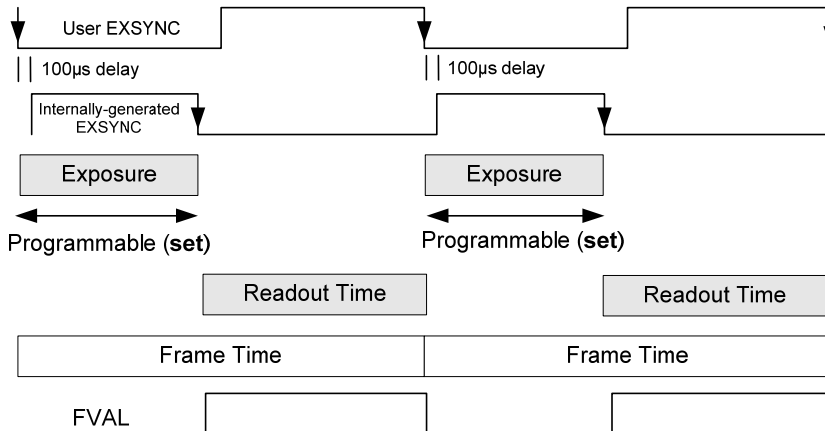 User EXSYNC
100µs delay 100µs delay
Internally-generated
EXSYNC
Exposure Exposure
Programmable (set) Programmable (set)
Readout Time Readout Time
Frame Time Frame Time
FVAL